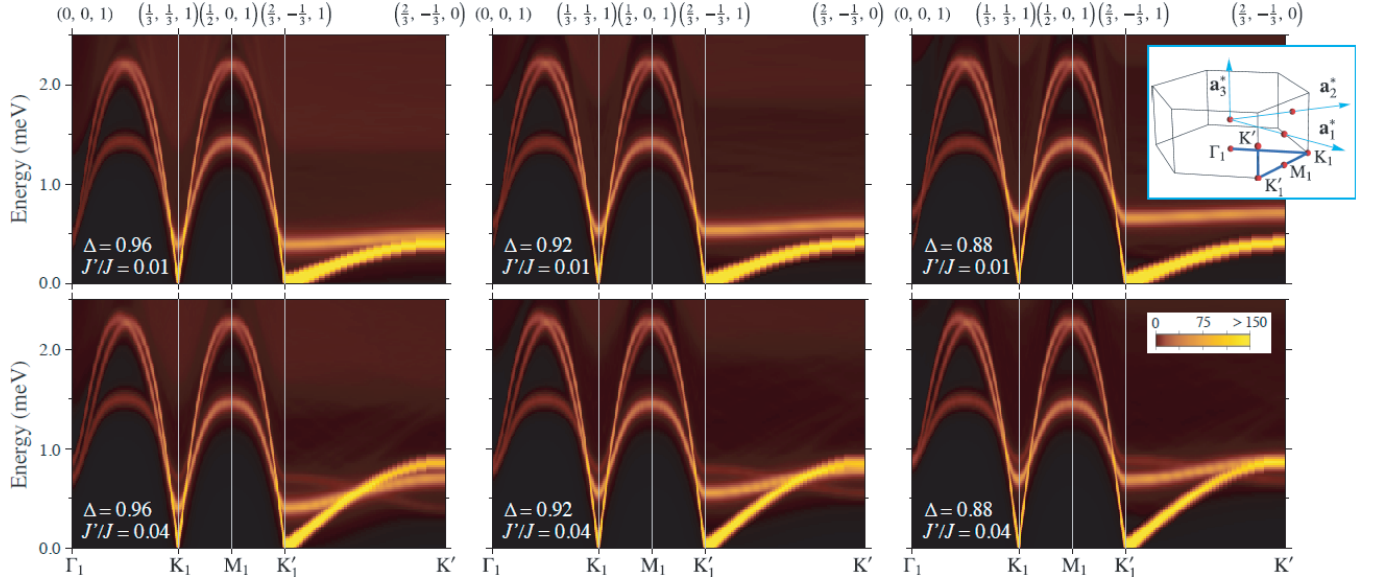 (0, 0, 1) (1/3, 1/3, 1) (1/2, 0, 1) (2/3, -1/3, 1) (2/3, -1/3, 0) (0, 0, 1) (1/3, 1/3, 1) (1/2, 0, 1) (2/3, -1/3, 1) (2/3, -1/3, 0) (0, 0, 1) (1/3, 1/3, 1) (1/2, 0, 1) (2/3, -1/3, 1) (2/3, -1/3, 0)
Energy (meV)
2.0
1.0
0.0
Δ = 0.96
J'/J = 0.01
Δ = 0.92
J'/J = 0.01
Δ = 0.88
J'/J = 0.01
a₃*
a₂*
a₁*
K'
Γ₁
K₁
M₁
K₁'
Energy (meV)
2.0
1.0
0.0
Δ = 0.96
J'/J = 0.04
Δ = 0.92
J'/J = 0.04
Δ = 0.88
J'/J = 0.04
0 75 > 150
Γ₁ K₁ M₁ K₁' K' Γ₁ K₁ M₁ K₁' K' Γ₁ K₁ M₁ K₁' K'